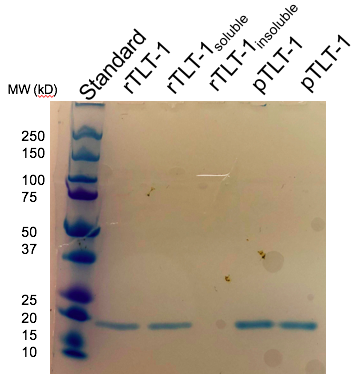 Standard
rTLT-1
rTLT-1soluble
rTLT-1insoluble
pTLT-1
pTLT-1
MW (kD)
250
150
100
75
50
37
25
20
15
10